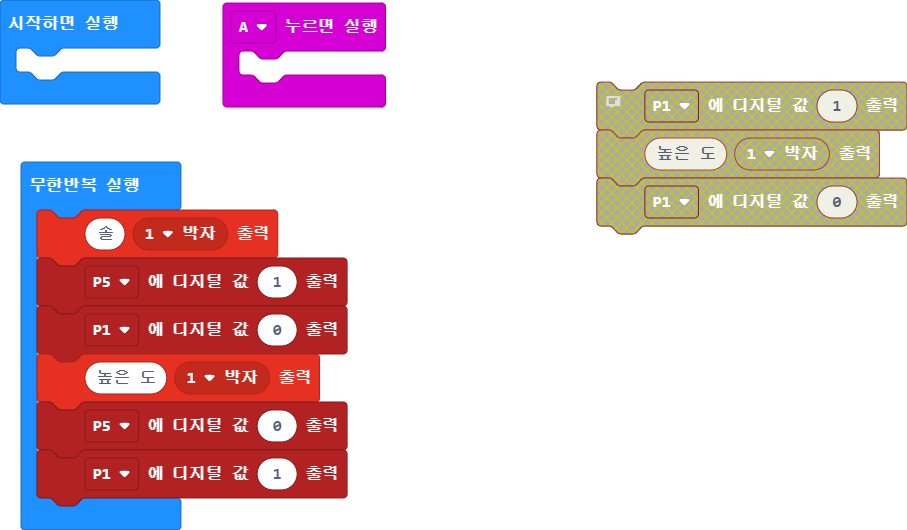 시작하면 실행
A 누르면 실행
P1 에 디지털 값 1 출력
높은 도 1 박자 출력
P1 에 디지털 값 0 출력
무한반복 실행
솔 1 박자 출력
P5 에 디지털 값 1 출력
P1 에 디지털 값 0 출력
높은 도 1 박자 출력
P5 에 디지털 값 0 출력
P1 에 디지털 값 1 출력